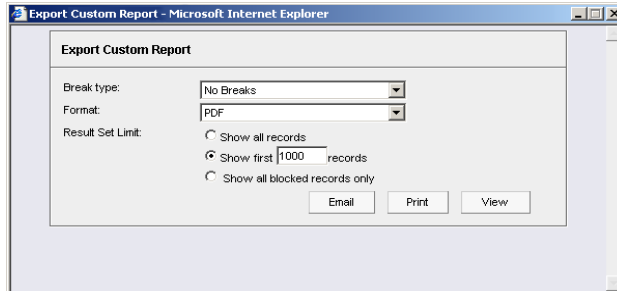 Export Custom Report - Microsoft Internet Explorer
Export Custom Report
Break type: No Breaks
Format: PDF
Result Set Limit: Show all records
Show first 1000 records
Show all blocked records only
Email Print View